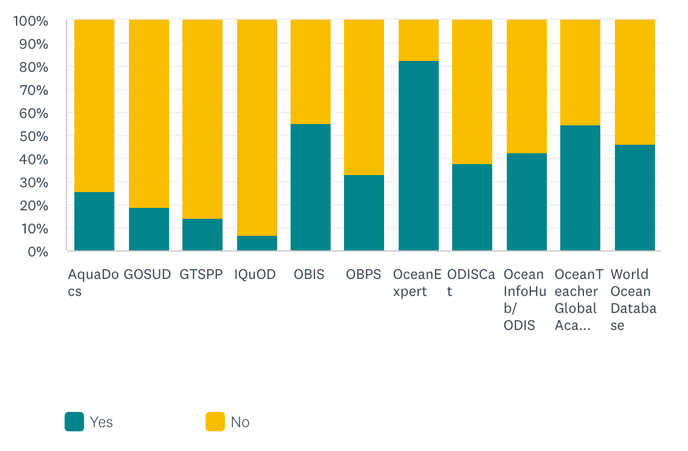 100%
90%
80%
70%
60%
50%
40%
30%
20%
10%
0%
AquaDo
cs
GOSUD
GTSPP
IQuOD
OBIS
OBPS
OceanE
xpert
ODISCa
t
Ocean
InfoHu
b/
ODIS
OceanT
eacher
Global
Aca...
World
Ocean
Databa
se
Yes
No